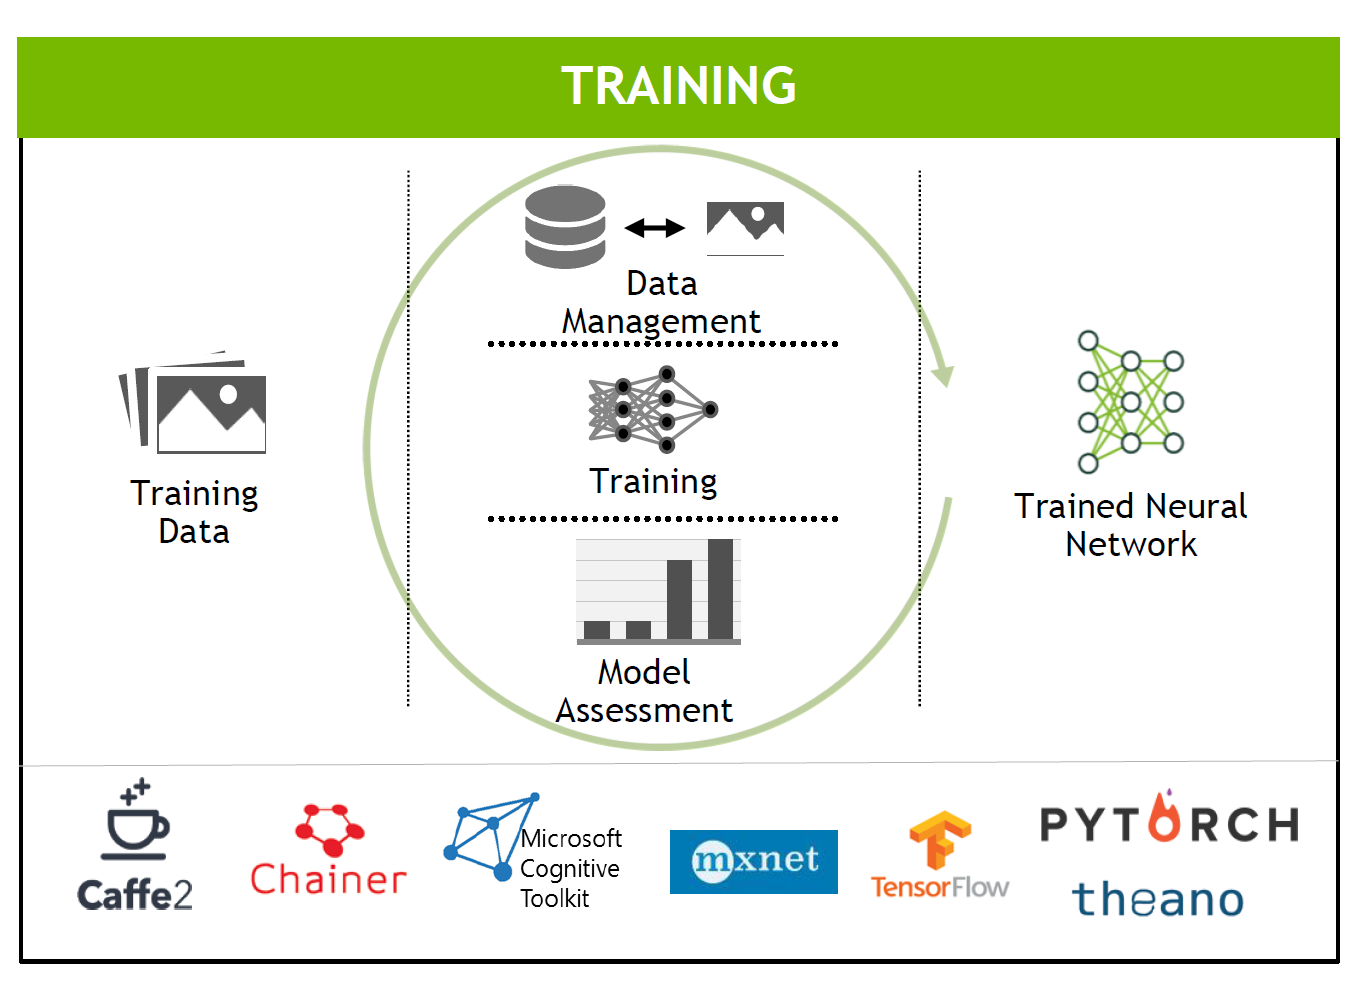 TRAINING
Data
Management
Training
Data
Training
Trained Neural
Network
Model
Assessment
Caffe2
Chainer
Microsoft
Cognitive
Toolkit
mxnet
TensorFlow
PYTORCH
theano